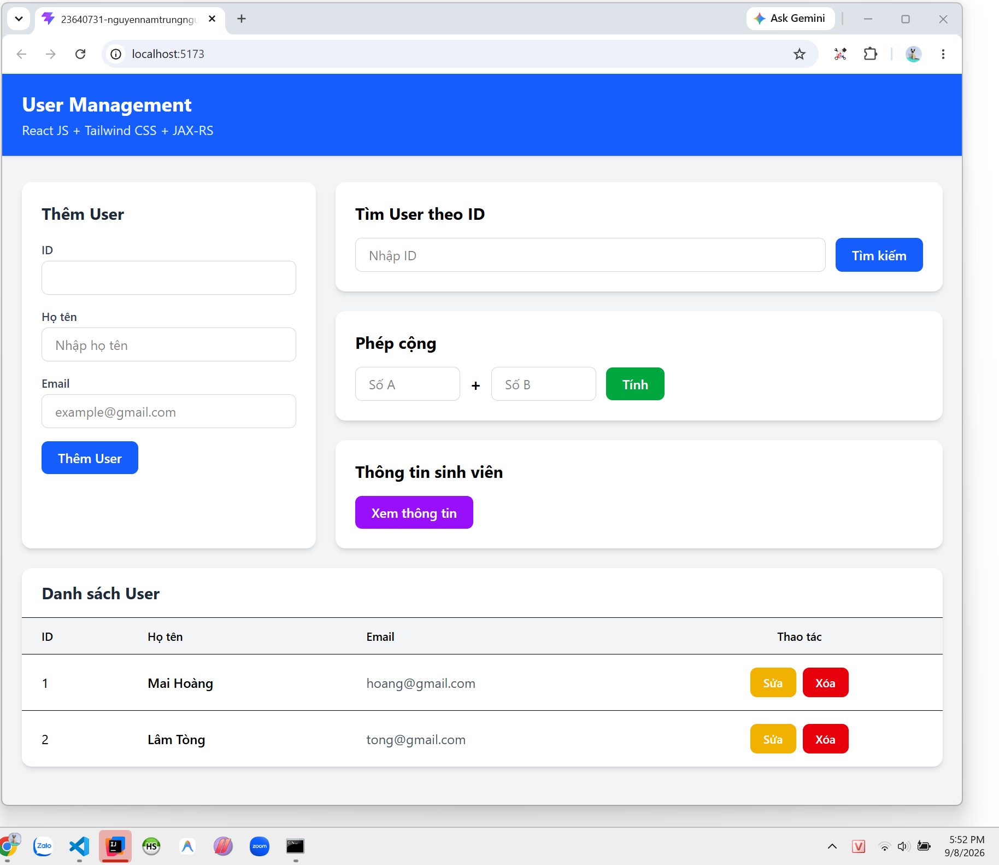 23640731-nguyennamtrungngu
Ask Gemini
localhost:5173
User Management
React JS + Tailwind CSS + JAX-RS
Thêm User
ID
Họ tên
Nhập họ tên
Email
example@gmail.com
Thêm User
Tìm User theo ID
Nhập ID
Tìm kiếm
Phép cộng
Số A + Số B Tính
Thông tin sinh viên
Xem thông tin
Danh sách User
ID Họ tên Email Thao tác
1 Mai Hoàng hoang@gmail.com Sửa Xóa
2 Lâm Tòng tong@gmail.com Sửa Xóa
Zalo
IJ
HS
zoom
V
5:52 PM
9/8/2026